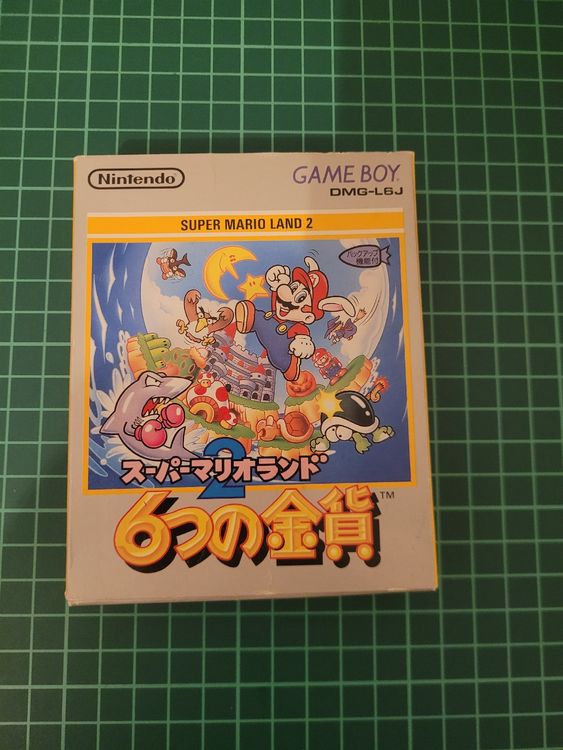 Nintendo
GAME BOY
DMG-L6J
SUPER MARIO LAND 2
バックアップ
機能付
スーパーマリオランド
2
6つの金貨
TM